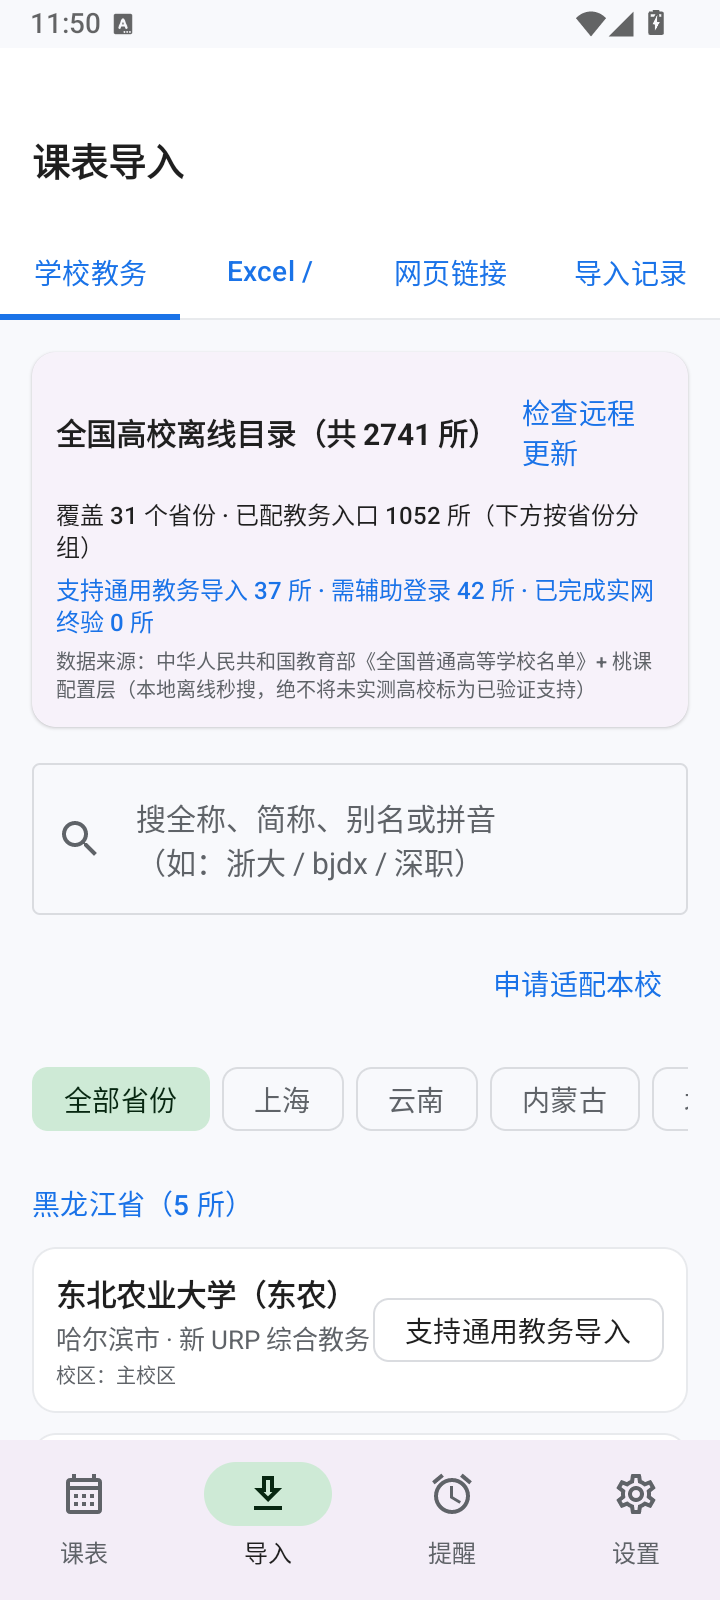 11:50
课表导入
学校教务
Excel /
网页链接
导入记录
全国高校离线目录（共 2741 所）
检查远程
更新
覆盖 31 个省份 · 已配教务入口 1052 所（下方按省份分
组）
支持通用教务导入 37 所 · 需辅助登录 42 所 · 已完成实网
终验 0 所
数据来源：中华人民共和国教育部《全国普通高等学校名单》+ 桃课
配置层（本地离线秒搜，绝不将未实测高校标为已验证支持）
搜全称、简称、别名或拼音
（如：浙大 / bjdx / 深职）
申请适配本校
全部省份
上海
云南
内蒙古
黑龙江省（5 所）
东北农业大学（东农）
哈尔滨市 · 新 URP 综合教务
校区：主校区
支持通用教务导入
课表
导入
提醒
设置